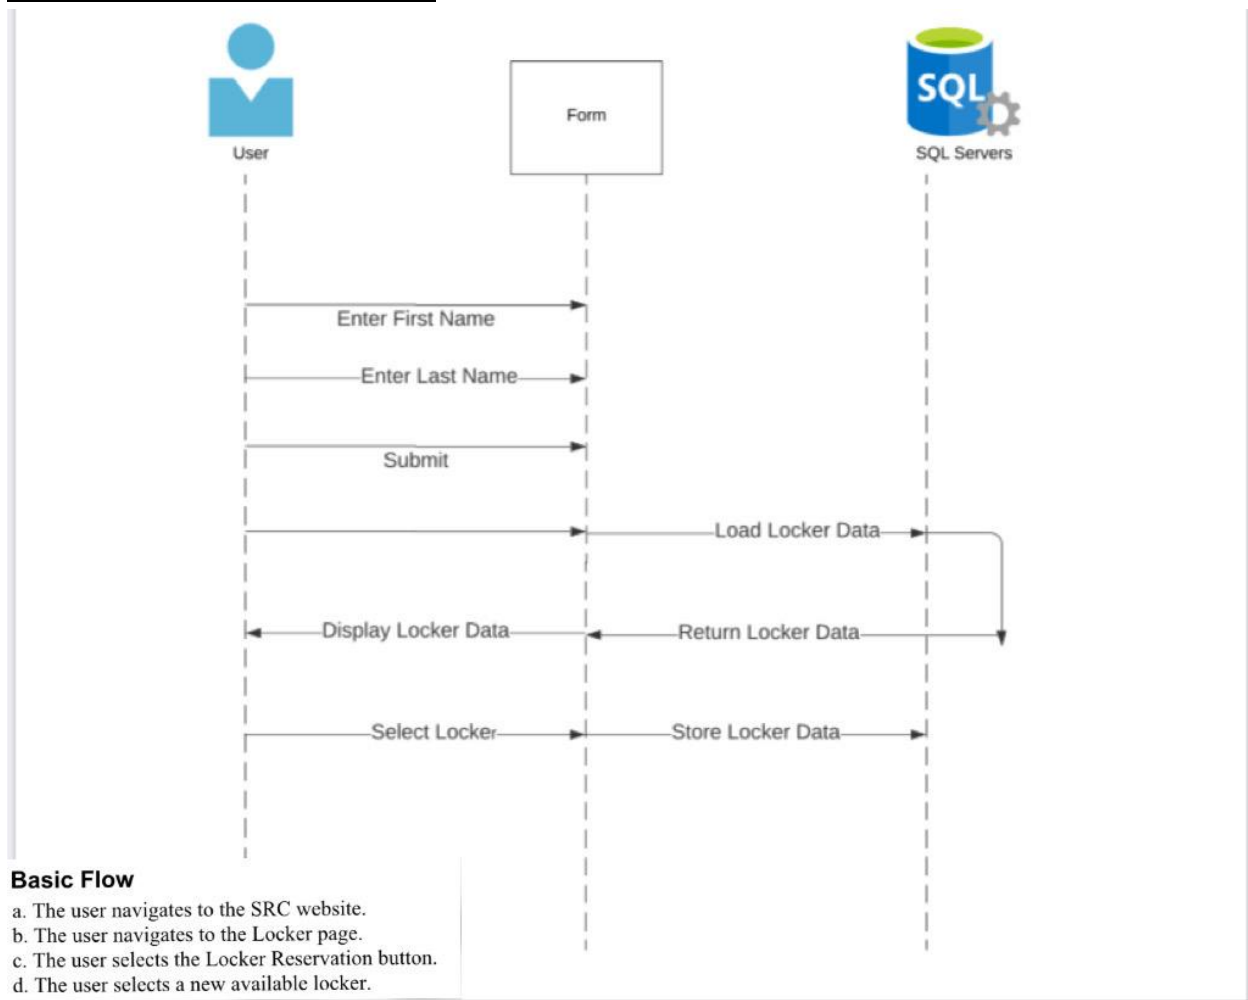 SQL
Form
User
SQL Servers
Enter First Name
Enter Last Name
Submit
Load Locker Data
Display Locker Data
Return Locker Data
Select Locker
Store Locker Data
Basic Flow
a. The user navigates to the SRC website.
b. The user navigates to the Locker page.
c. The user selects the Locker Reservation button.
d. The user selects a new available locker.